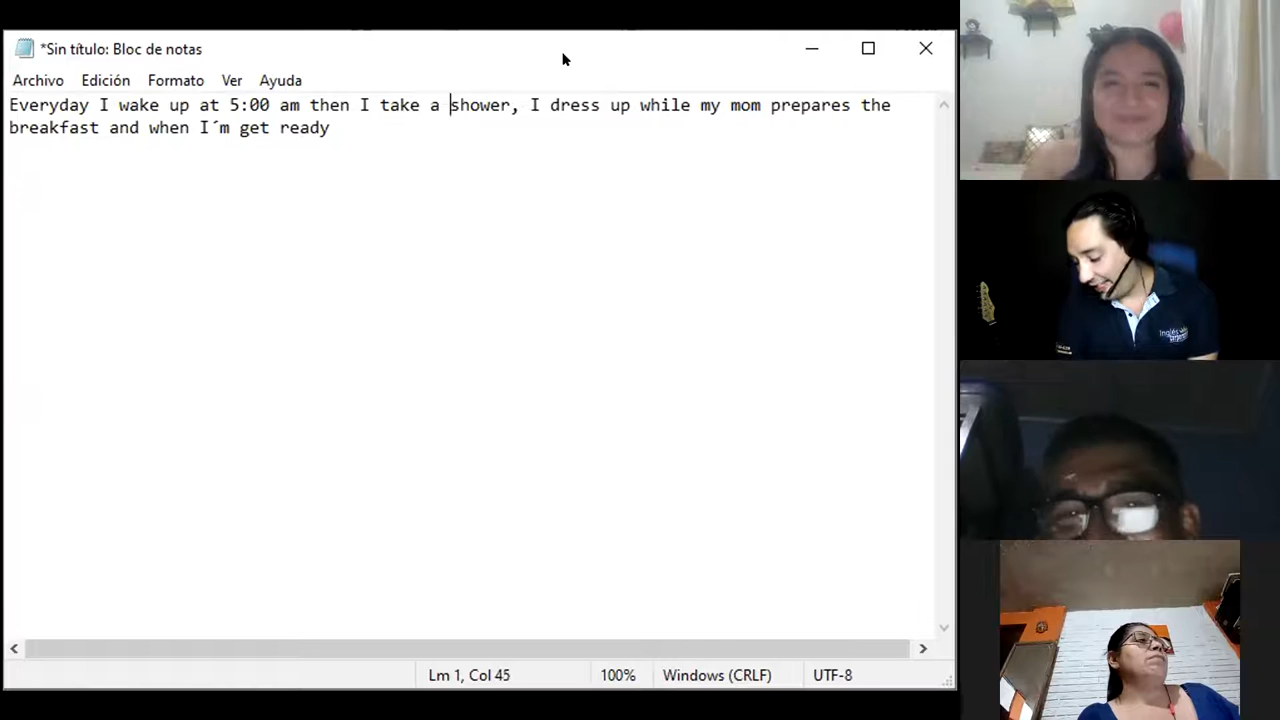 *Sin título: Bloc de notas
Archivo Edición Formato Ver Ayuda
Everyday I wake up at 5:00 am then I take a shower, I dress up while my mom prepares the
breakfast and when I´m get ready
Inglés
Lm 1, Col 45 100% Windows (CRLF) UTF-8